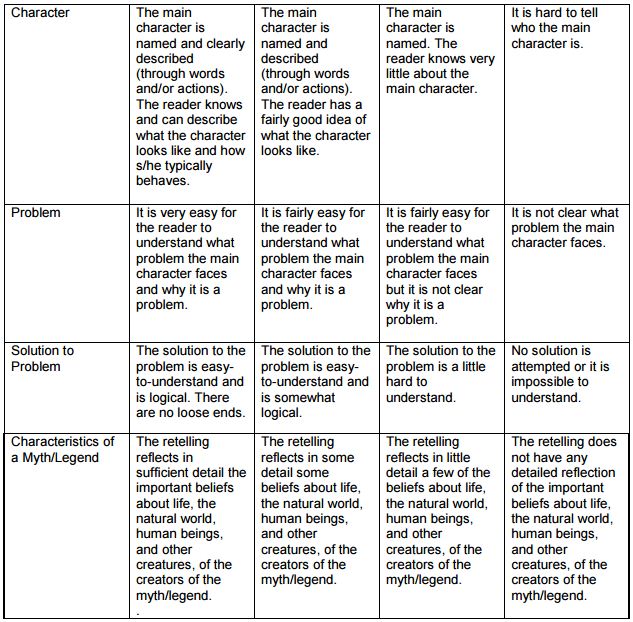 Character
The main
character is
named and clearly
described
(through words
and/or actions).
The reader knows
and can describe
what the character
looks like and how
s/he typically
behaves.
The main
character is
named and
described
(through words
and/or actions).
The reader has a
fairly good idea of
what the character
looks like.
The main
character is
named. The
reader knows very
little about the
main character.
It is hard to tell
who the main
character is.
Problem
It is very easy for
the reader to
understand what
problem the main
character faces
and why it is a
problem.
It is fairly easy for
the reader to
understand what
problem the main
character faces
and why it is a
problem.
It is fairly easy for
the reader to
understand what
problem the main
character faces
but it is not clear
why it is a
problem.
It is not clear what
problem the main
character faces.
Solution to
Problem
The solution to the
problem is easy-
to-understand and
is logical. There
are no loose ends.
The solution to the
problem is easy-
to-understand and
is somewhat
logical.
The solution to the
problem is a little
hard to
understand.
No solution is
attempted or it is
impossible to
understand.
Characteristics of
a Myth/Legend
The retelling
reflects in
sufficient detail the
important beliefs
about life, the
natural world,
human beings,
and other
creatures, of the
creators of the
myth/legend.
.
The retelling
reflects in some
detail some
beliefs about life,
the natural world,
human beings,
and other
creatures, of the
creators of the
myth/legend.
The retelling
reflects in little
detail a few of the
beliefs about life,
the natural world,
human beings,
and other
creatures, of the
creators of the
myth/legend.
The retelling does
not have any
detailed reflection
of the important
beliefs about life,
the natural world,
human beings,
and other
creatures, of the
creators of the
myth/legend.